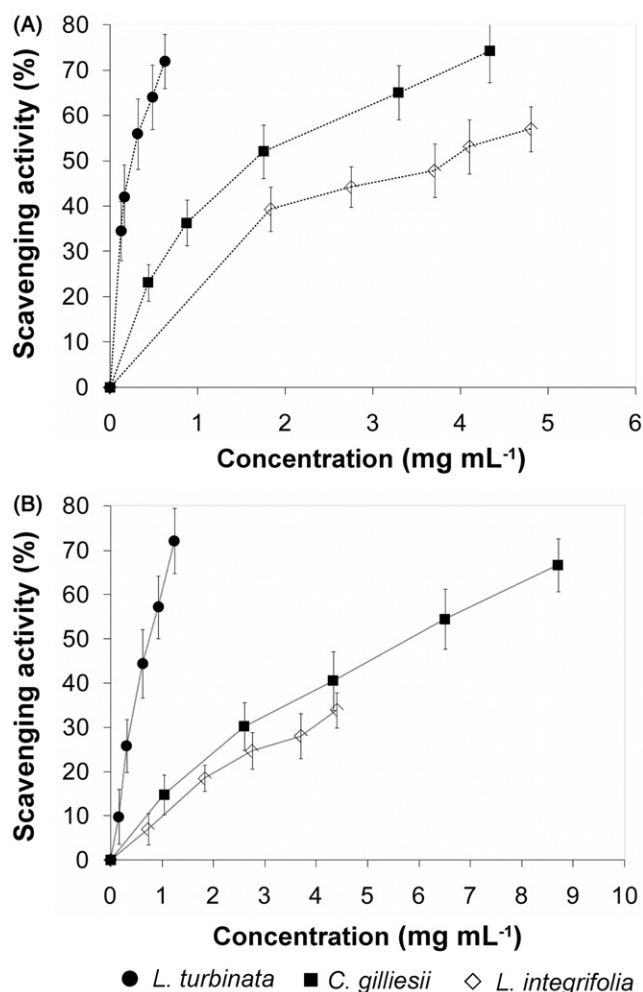 (A)
Scavenging activity (%)
80
70
60
50
40
30
20
10
0
0 1 2 3 4 5 6
Concentration (mg mL⁻¹)
(B)
Scavenging activity (%)
80
70
60
50
40
30
20
10
0
0 1 2 3 4 5 6 7 8 9 10
Concentration (mg mL⁻¹)
L. turbinata C. gilliesii L. integrifolia